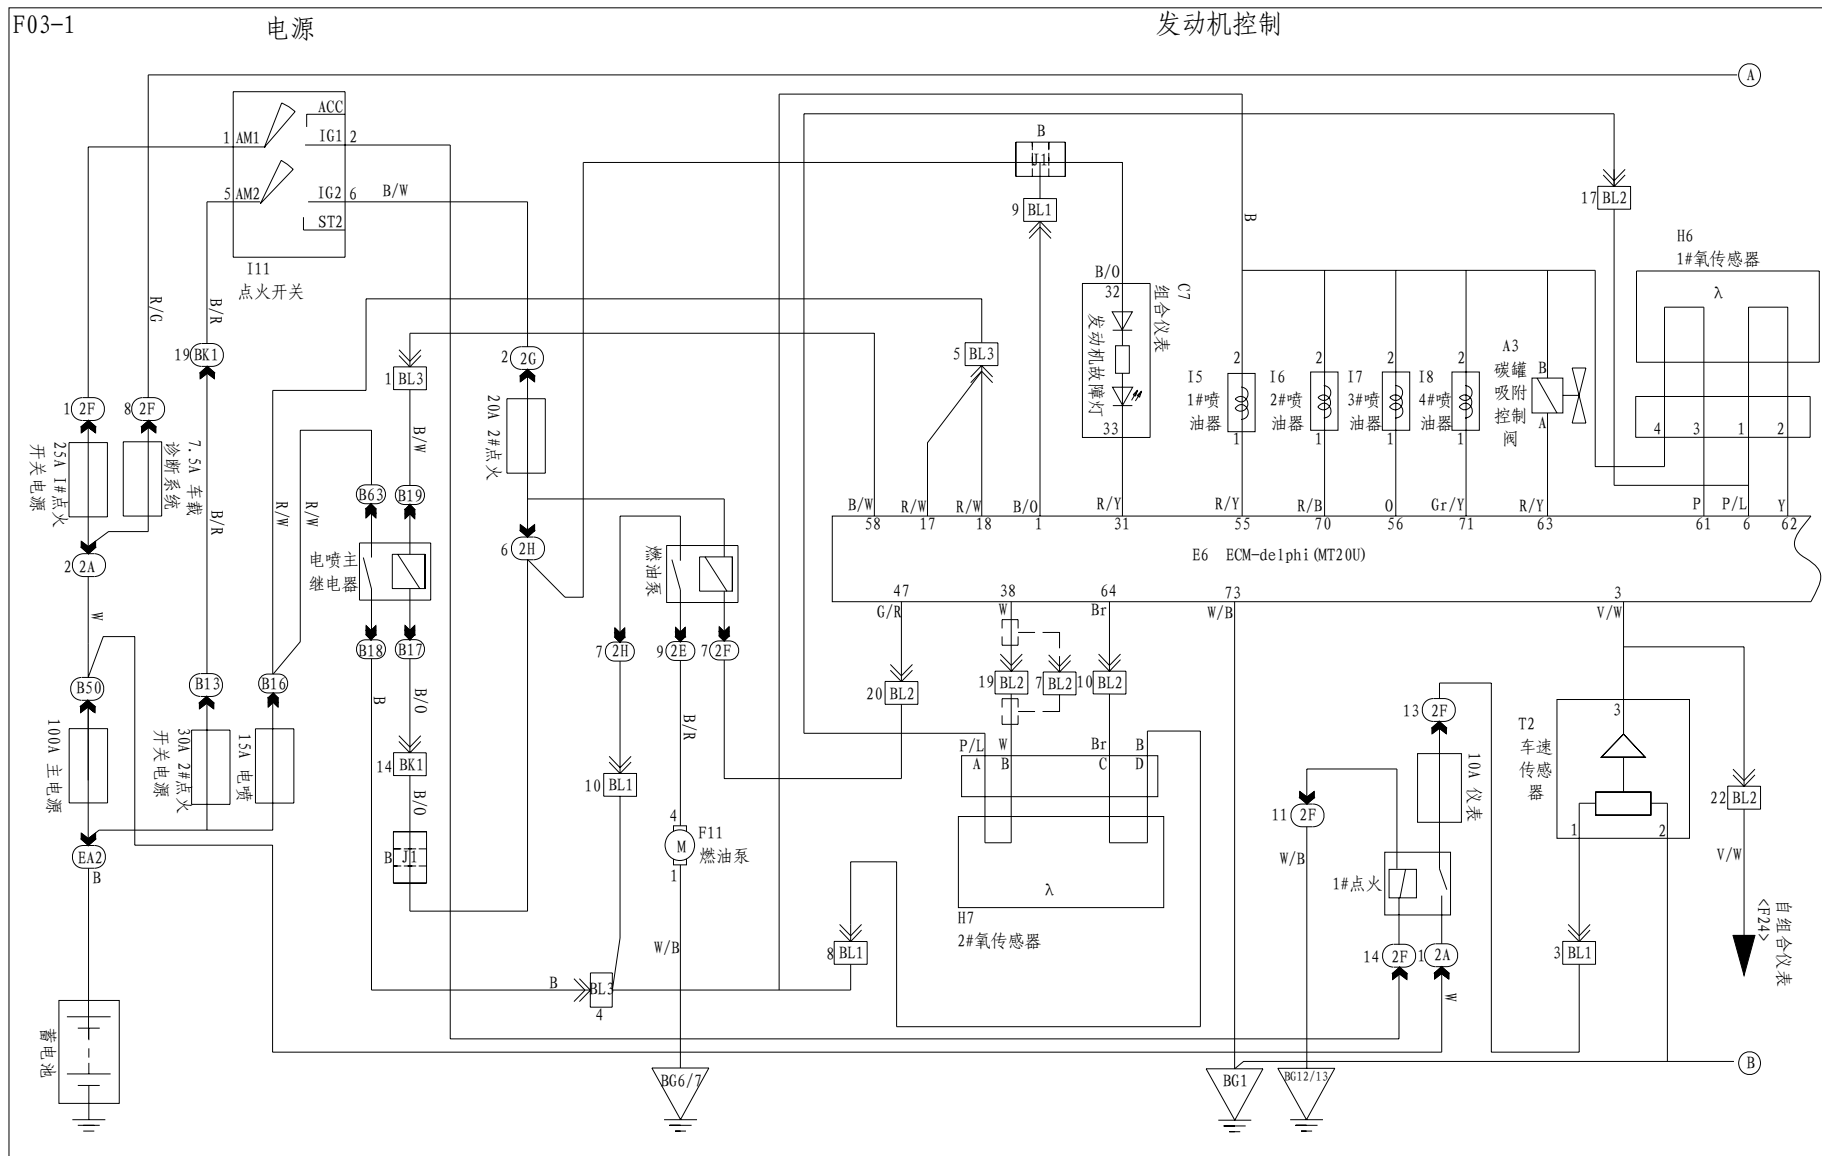 F03-1
电源
发动机控制
A
ACC
1 AM1
IG1 2
5 AM2
IG2 6
B/W
ST2
I11
点火开关
B
J1
9 BL1
17 BL2
B
H6
1#氧传感器
λ
R/G
B/R
19 BK1
1 BL3
2 2G
5 BL3
B/O
32
C7
组合仪表
发动机故障灯
33
1 2F
8 2F
25A I#点火
开关电源
7.5A 车载
诊断系统
20A 2#点火
B/W
2
I5
1#喷
油器
1
2
I6
2#喷
油器
1
2
I7
3#喷
油器
1
2
I8
4#喷
油器
1
A3
碳罐
吸附
控制
阀
B
A
4 3 1 2
R/W
R/W
B/R
B63
B19
B/W
58
R/W
17
R/W
18
B/O
1
R/Y
31
R/Y
55
R/B
70
O
56
Gr/Y
71
R/Y
63
P
61
P/L
6
Y
62
E6 ECM-delphi(MT20U)
2 2A
6 2H
电喷主
继电器
燃油泵
47
G/R
38
W
64
Br
73
W/B
3
V/W
W
B18
B17
7 2H
9 2E
7 2F
B50
B13
B16
20 BL2
19 BL2
7 BL2
10 BL2
13 2F
B
B/O
B/R
100A 主电源
30A 2#点火
开关电源
15A 电喷
14 BK1
10 BL1
P/L
A
W
B
Br
C
B
D
3
T2
车速
传感
器
1
2
10A 仪表
22 BL2
11 2F
B/O
4
F11
M
燃油泵
1
EA2
B
B J1
λ
H7
2#氧传感器
W/B
1#点火
V/W
自组合仪表
<F24>
W/B
8 BL1
14 2F
1 2A
3 BL1
B
BL3
4
W
蓄电池
BG6/7
BG1
BG12/13
B